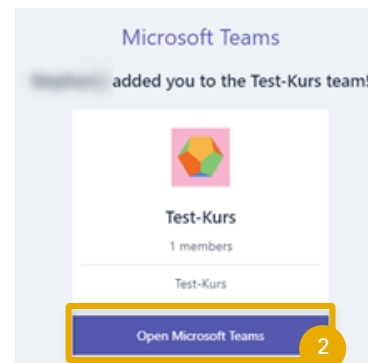 Microsoft Teams
added you to the Test-Kurs team!
Test-Kurs
1 members
Test-Kurs
Open Microsoft Teams
2